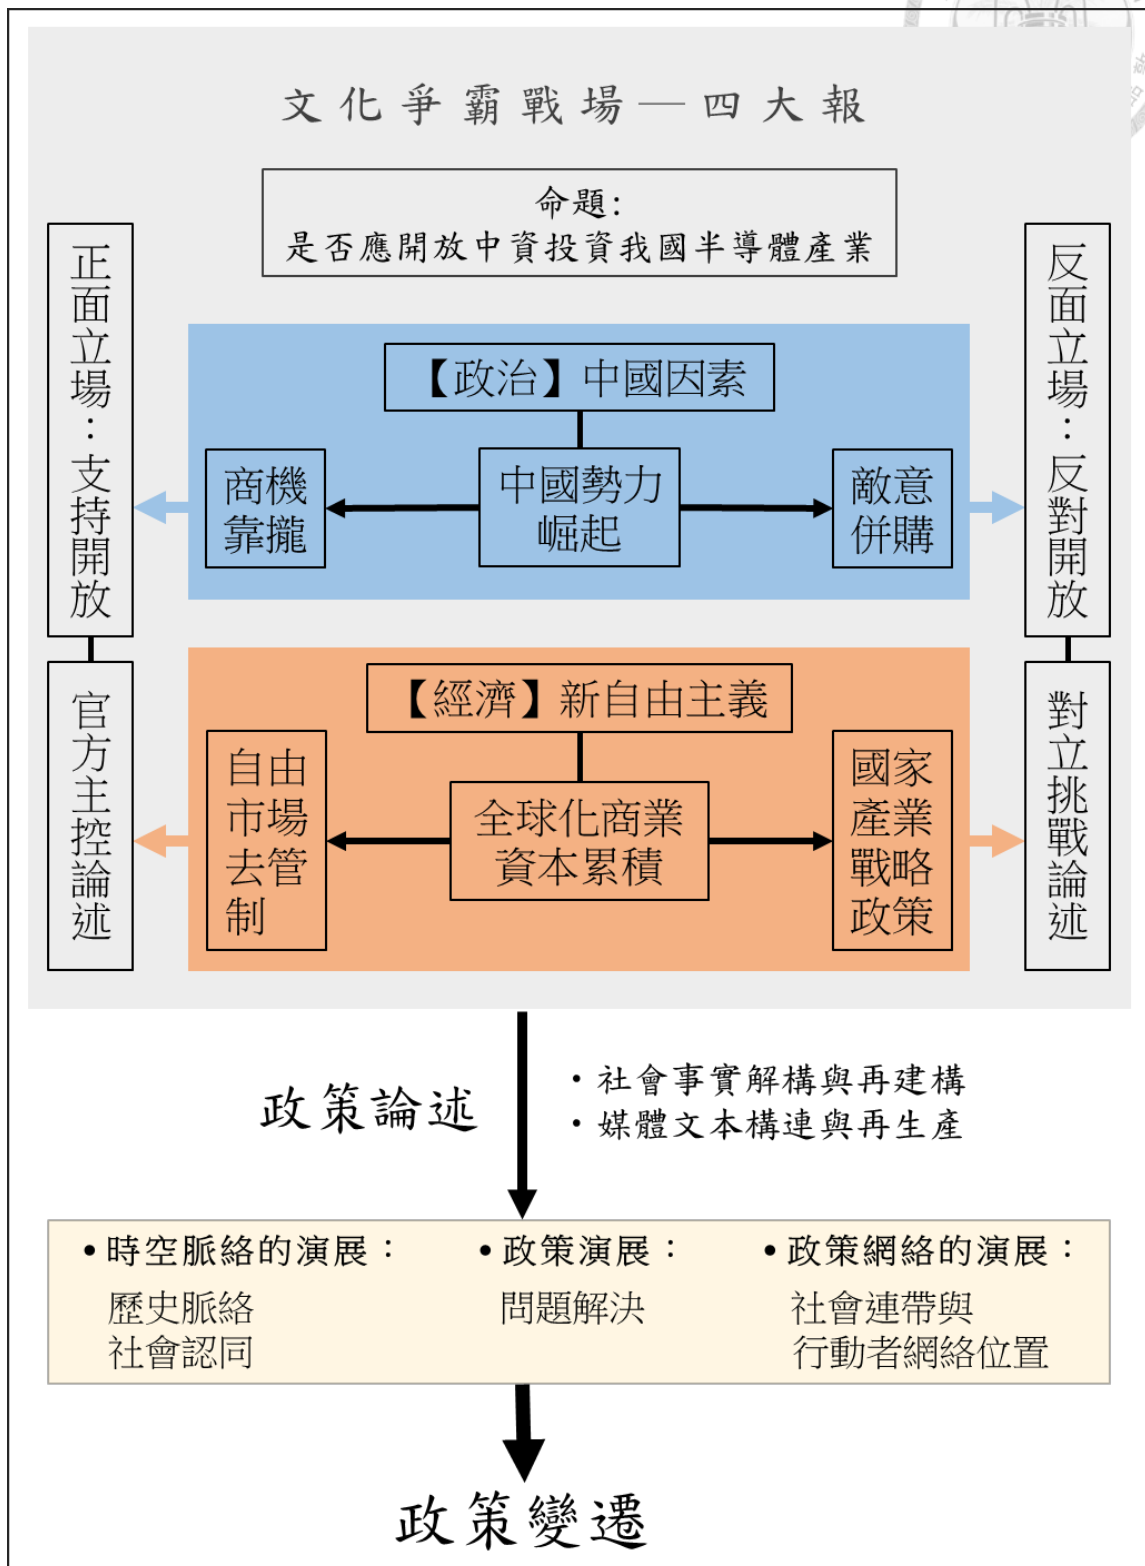 文化爭霸戰場—四大報
命題:
是否應開放中資投資我國半導體產業
正面立場：支持開放
反面立場：反對開放
【政治】中國因素
商機
靠攏
中國勢力
崛起
敵意
併購
官方主控論述
對立挑戰論述
【經濟】新自由主義
自由
市場
去管
制
全球化商業
資本累積
國家
產業
戰略
政策
政策論述
・社會事實解構與再建構
・媒體文本構連與再生產
•時空脈絡的演展：
歷史脈絡
社會認同
•政策演展：
問題解決
•政策網絡的演展：
社會連帶與
行動者網絡位置
政策變遷